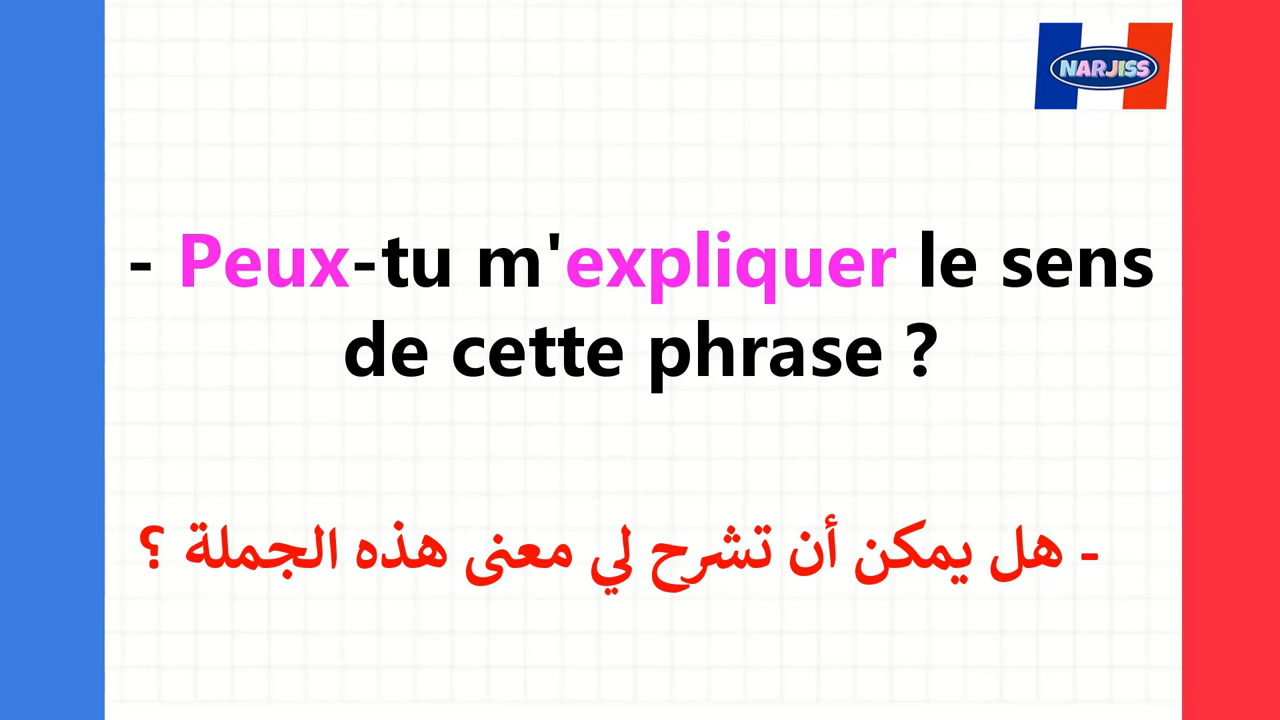 NARJISS
- Peux-tu m'expliquer le sens
de cette phrase ?
- هل يمكن أن تشرح لي معنى هذه الجملة ؟